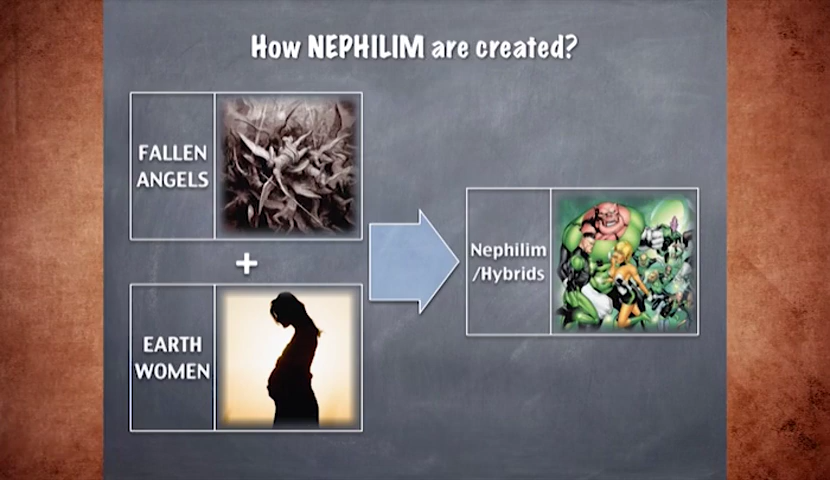 How NEPHILIM are created?
FALLEN
ANGELS
+
EARTH
WOMEN
Nephilim
/Hybrids